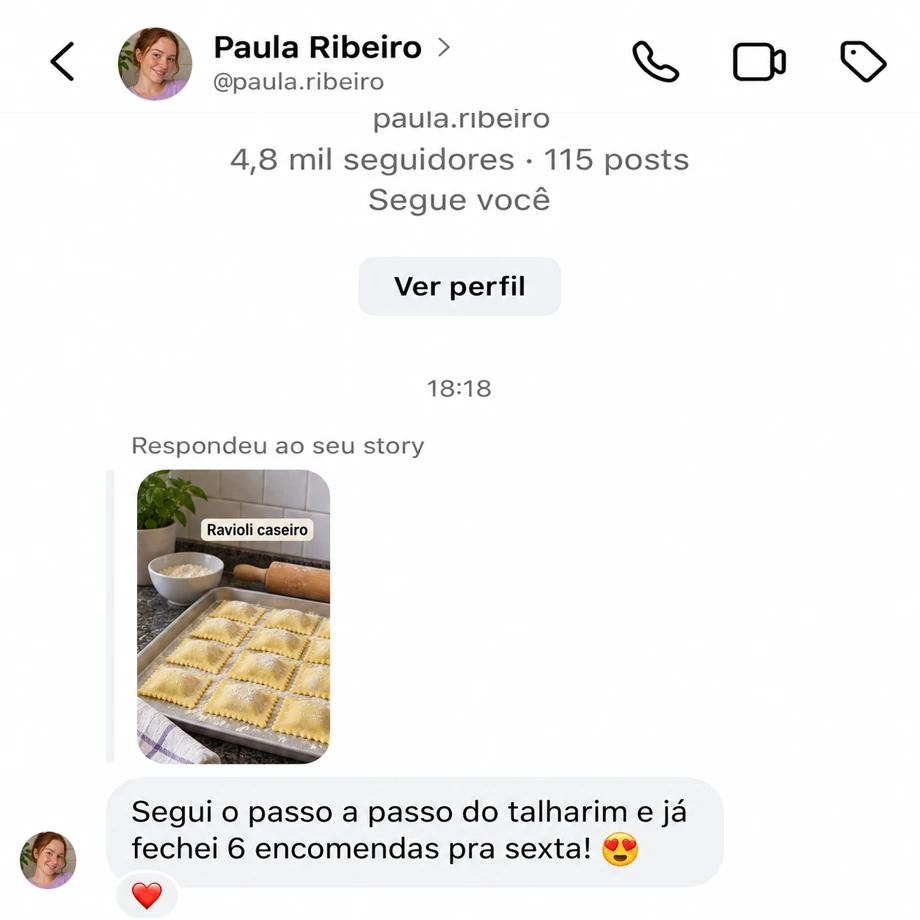 Paula Ribeiro
@paula.ribeiro
paula.ribeiro
4,8 mil seguidores · 115 posts
Segue você
Ver perfil
18:18
Respondeu ao seu story
Ravioli caseiro
Segui o passo a passo do talharim e já
fechei 6 encomendas pra sexta! 😍
❤️